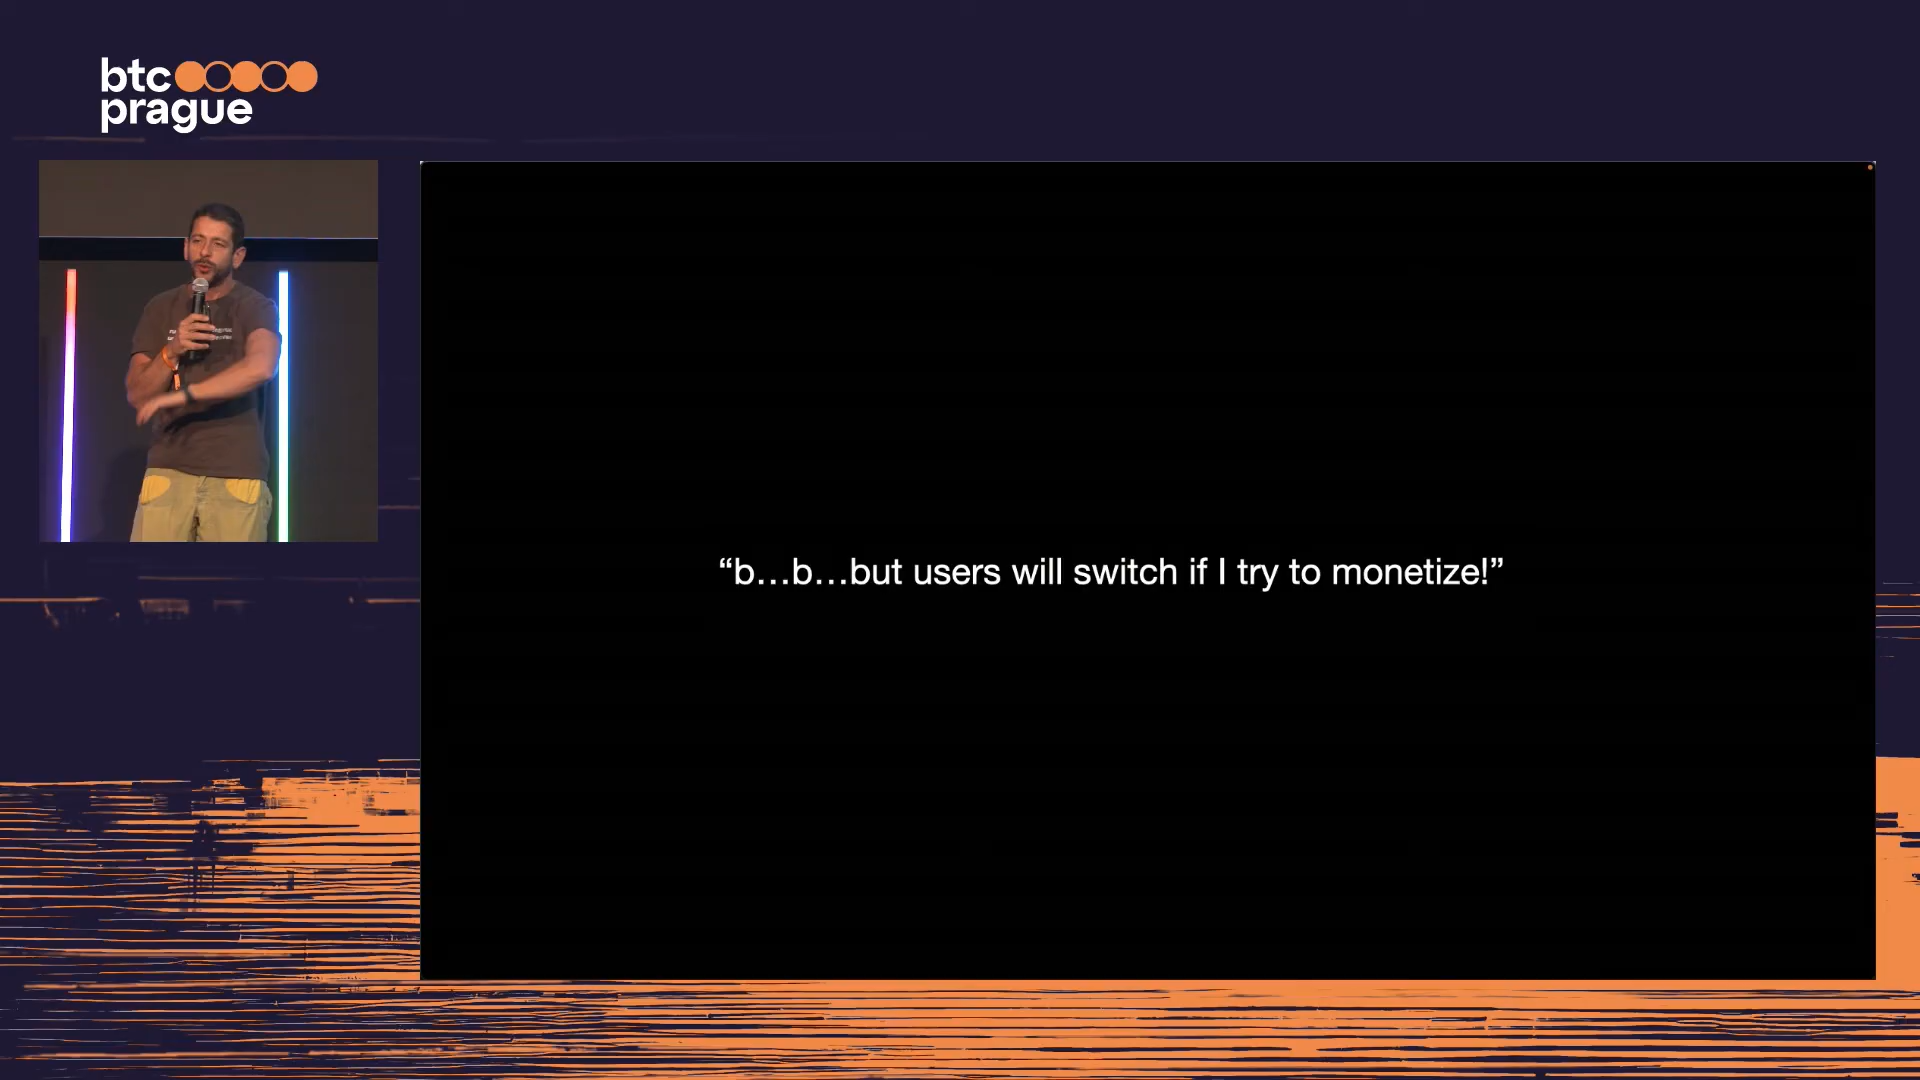 btc
prague
“b…b…but users will switch if I try to monetize!”